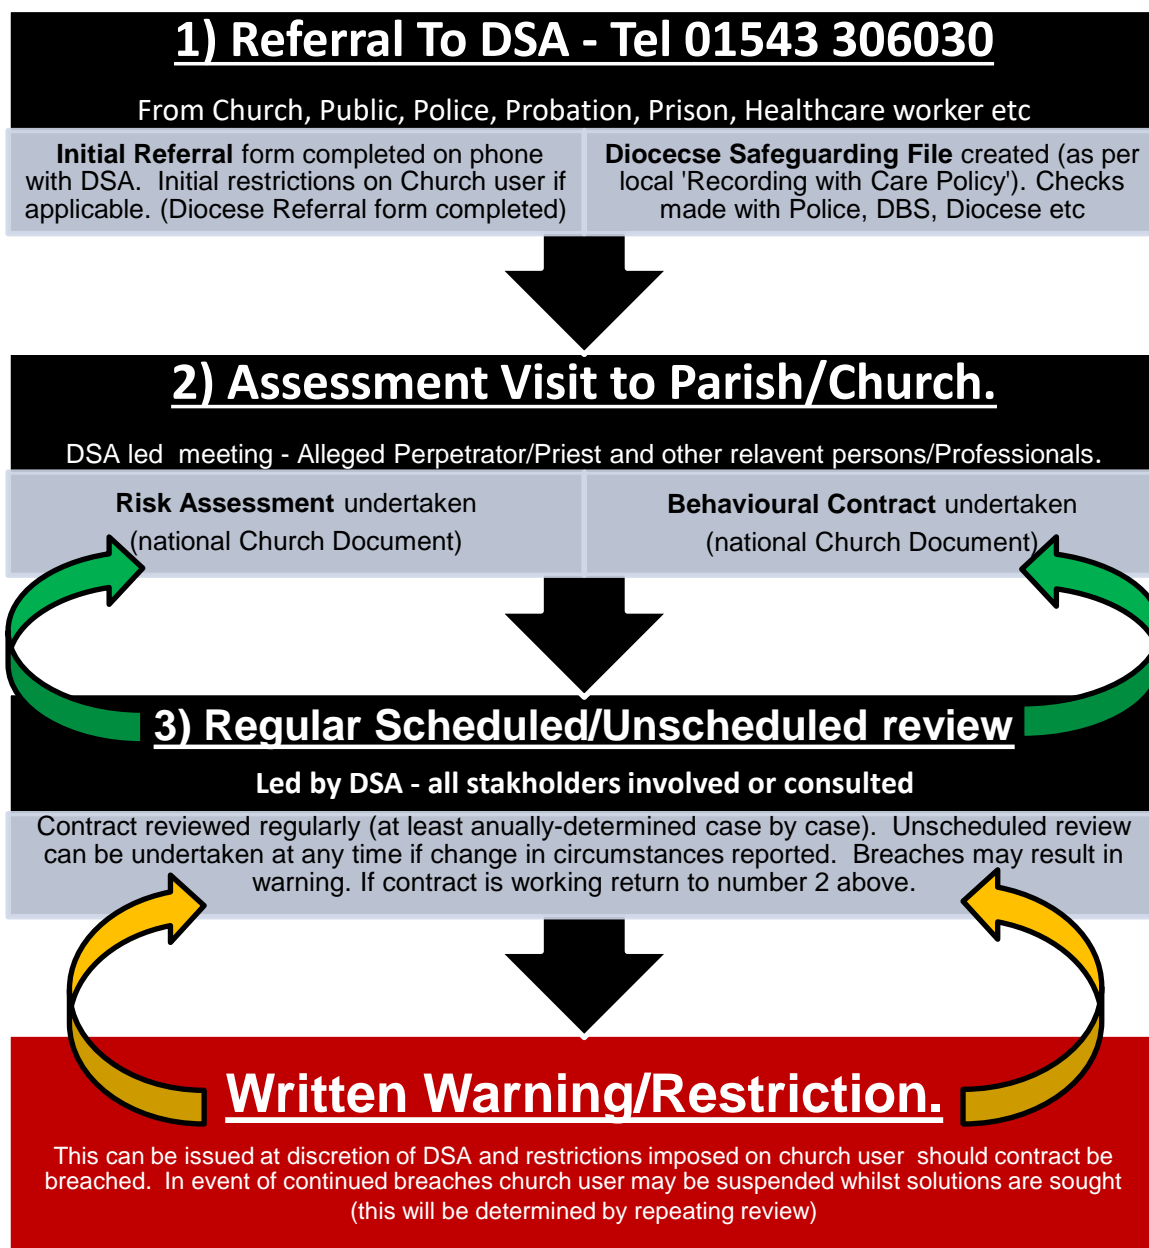 1) Referral To DSA - Tel 01543 306030
From Church, Public, Police, Probation, Prison, Healthcare worker etc
Initial Referral form completed on phone
with DSA.  Initial restrictions on Church user if
applicable. (Diocese Referral form completed)
Diocecse Safeguarding File created (as per
local 'Recording with Care Policy'). Checks
made with Police, DBS, Diocese etc
2) Assessment Visit to Parish/Church.
DSA led  meeting - Alleged Perpetrator/Priest and other relavent persons/Professionals.
Risk Assessment undertaken
(national Church Document)
Behavioural Contract undertaken
(national Church Document)
3) Regular Scheduled/Unscheduled review
Led by DSA - all stakholders involved or consulted
Contract reviewed regularly (at least anually-determined case by case).  Unscheduled review
can be undertaken at any time if change in circumstances reported.  Breaches may result in
warning. If contract is working return to number 2 above.
Written Warning/Restriction.
This can be issued at discretion of DSA and restrictions imposed on church user  should contract be
breached.  In event of continued breaches church user may be suspended whilst solutions are sought
(this will be determined by repeating review)